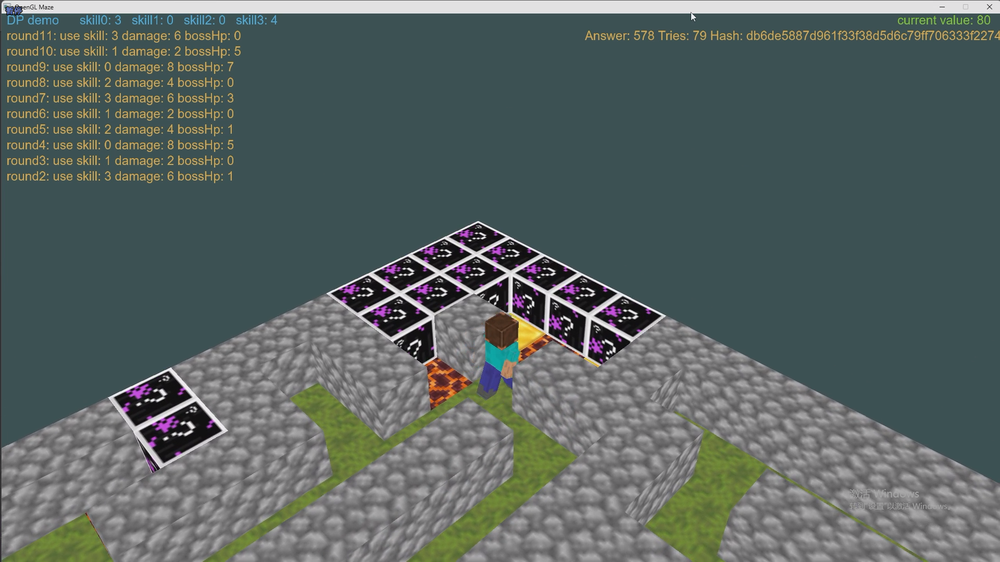 OpenGL Maze
暂停
DP demo skill0: 3 skill1: 0 skill2: 0 skill3: 4
current value: 80
round11: use skill: 3 damage: 6 bossHp: 0
Answer: 578 Tries: 79 Hash: db6de5887d961f33f38d5d6c79ff706333f2274
round10: use skill: 1 damage: 2 bossHp: 5
round9: use skill: 0 damage: 8 bossHp: 7
round8: use skill: 2 damage: 4 bossHp: 0
round7: use skill: 3 damage: 6 bossHp: 3
round6: use skill: 1 damage: 2 bossHp: 0
round5: use skill: 2 damage: 4 bossHp: 1
round4: use skill: 0 damage: 8 bossHp: 5
round3: use skill: 1 damage: 2 bossHp: 0
round2: use skill: 3 damage: 6 bossHp: 1
激活 Windows
转到"设置"以激活 Windows。